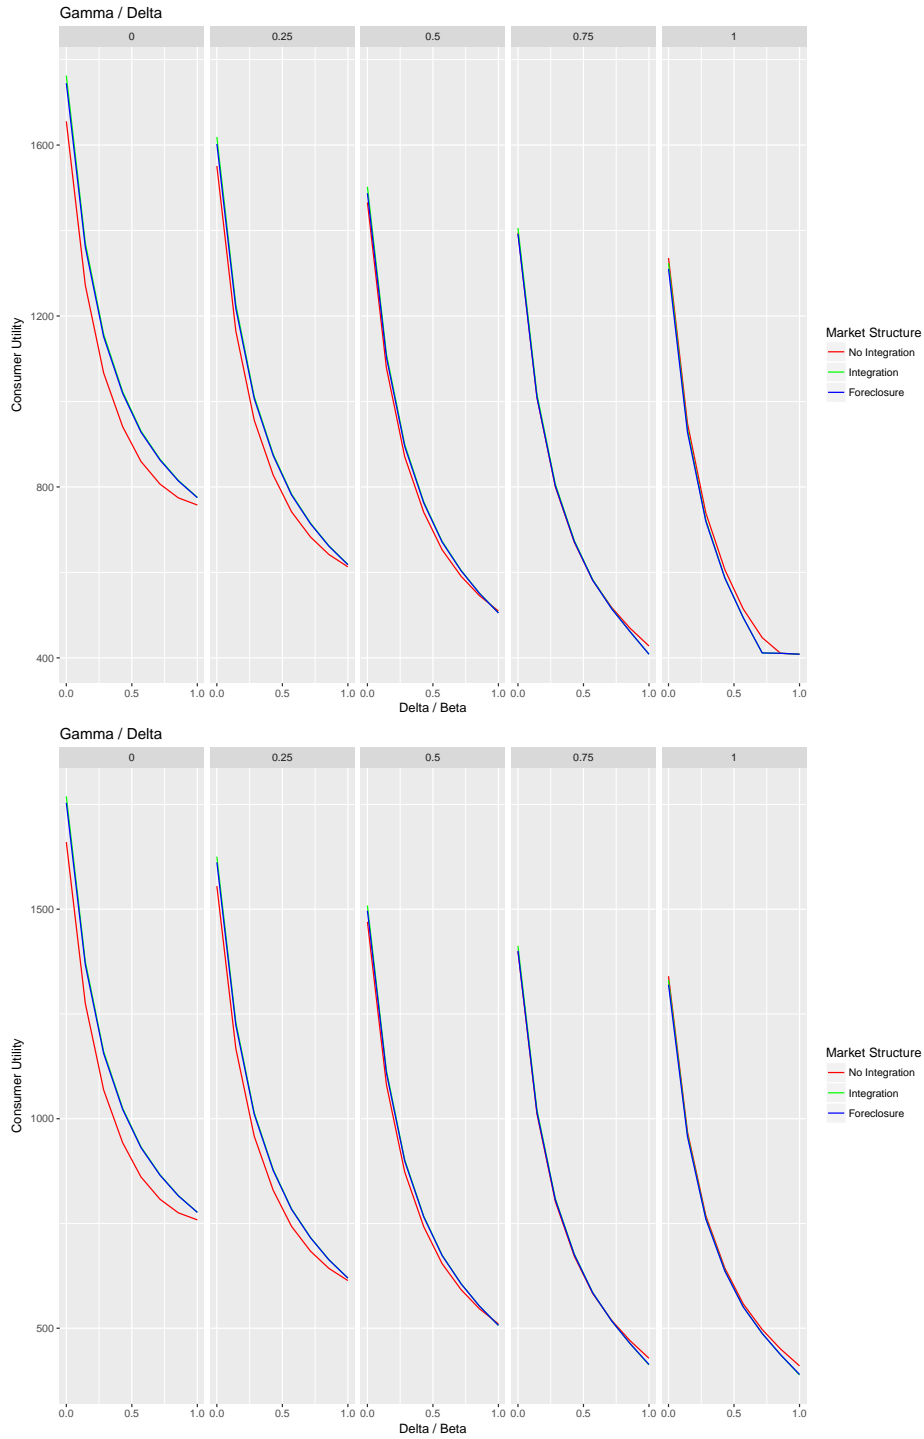 Gamma / Delta
0 0.25 0.5 0.75 1
1600
1200
800
400
Consumer Utility
0.0 0.5 1.0 0.0 0.5 1.0 0.0 0.5 1.0 0.0 0.5 1.0 0.0 0.5 1.0
Delta / Beta
Market Structure
No Integration
Integration
Foreclosure
Gamma / Delta
0 0.25 0.5 0.75 1
1500
1000
500
Consumer Utility
0.0 0.5 1.0 0.0 0.5 1.0 0.0 0.5 1.0 0.0 0.5 1.0 0.0 0.5 1.0
Delta / Beta
Market Structure
No Integration
Integration
Foreclosure